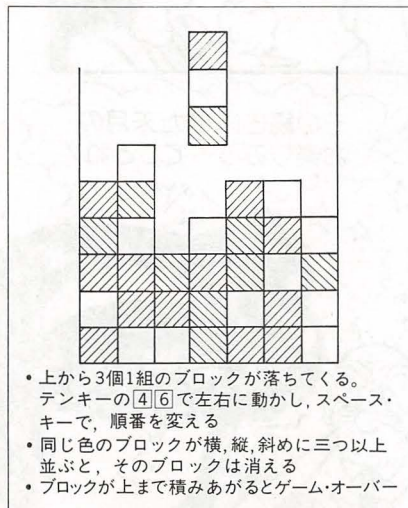 • 上から3個1組のブロックが落ちてくる。
テンキーの[4][6]で左右に動かし,スペース・
キーで,順番を変える
• 同じ色のブロックが横,縦,斜めに三つ以上
並ぶと,そのブロックは消える
• ブロックが上まで積みあがるとゲーム・オーバー